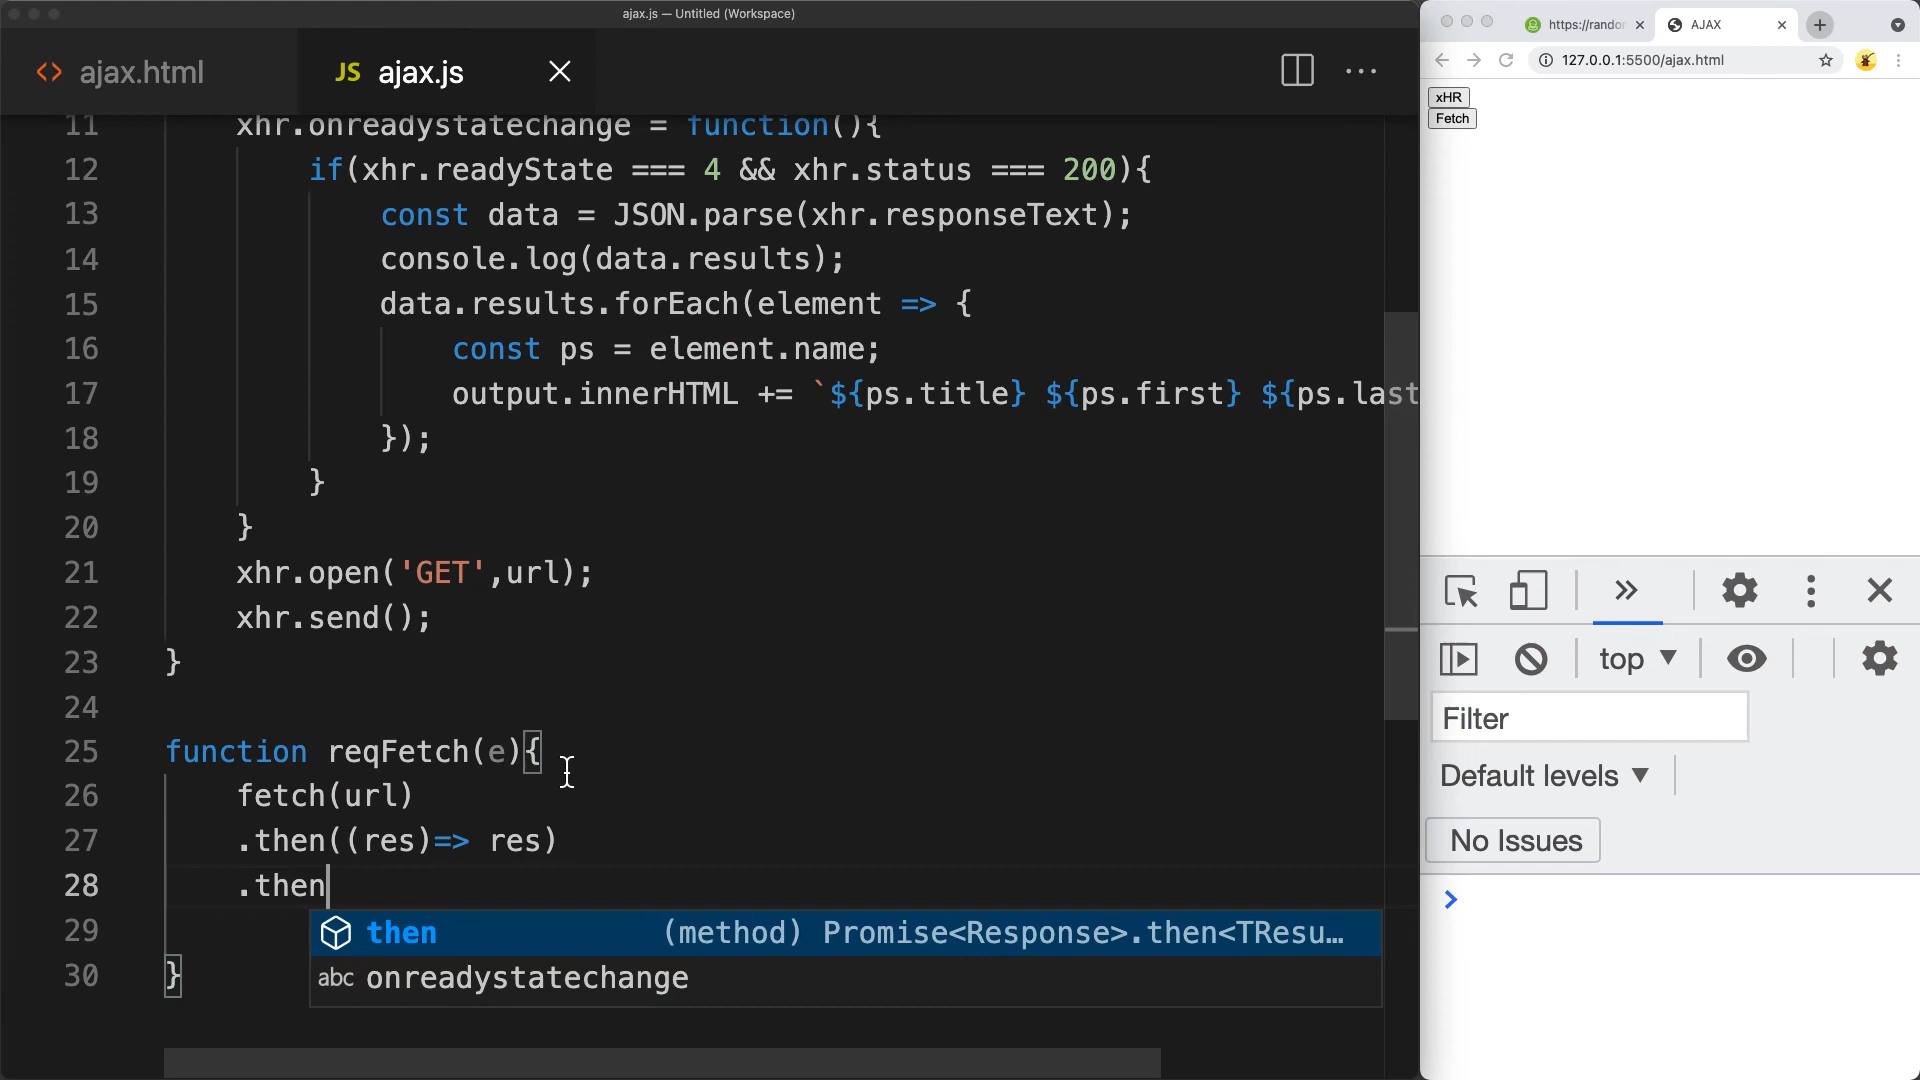 ajax.js — Untitled (Workspace)
<> ajax.html
JS ajax.js
11 xhr.onreadystatechange = function(){
12 if(xhr.readyState === 4 && xhr.status === 200){
13 const data = JSON.parse(xhr.responseText);
14 console.log(data.results);
15 data.results.forEach(element => {
16 const ps = element.name;
17 output.innerHTML += `${ps.title} ${ps.first} ${ps.last
18 });
19 }
20 }
21 xhr.open('GET',url);
22 xhr.send();
23 }
24
25 function reqFetch(e){
26 fetch(url)
27 .then((res)=> res)
28 .then
then (method) Promise<Response>.then<TResu…
29
abc onreadystatechange
30 }
https://rando
AJAX
127.0.0.1:5500/ajax.html
xHR
Fetch
top
Filter
Default levels
No Issues